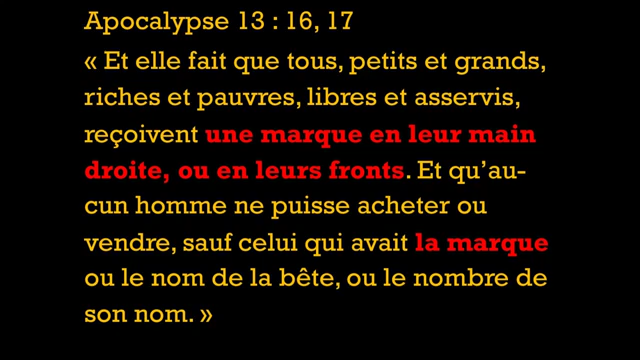 Apocalypse 13 : 16, 17
« Et elle fait que tous, petits et grands,
riches et pauvres, libres et asservis,
reçoivent une marque en leur main
droite, ou en leurs fronts. Et qu’au-
cun homme ne puisse acheter ou
vendre, sauf celui qui avait la marque
ou le nom de la bête, ou le nombre de
son nom. »